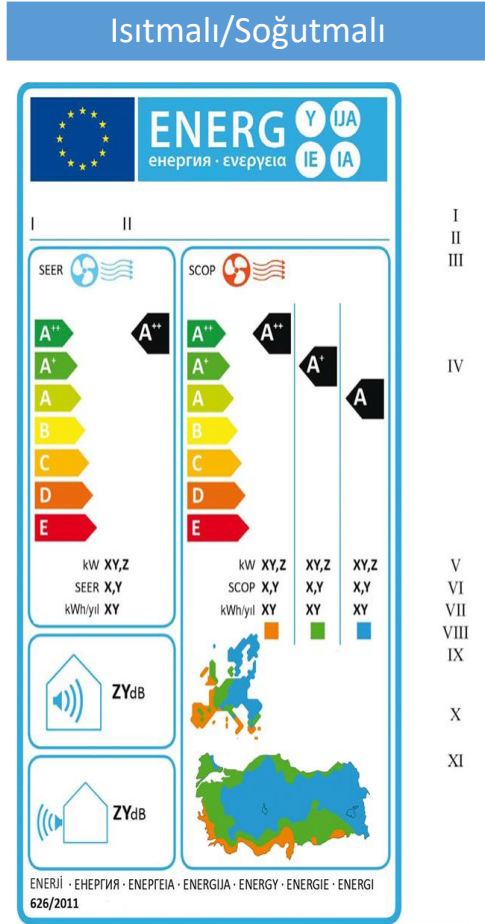 Isıtmalı/Soğutmalı
ENERG Y IJA
енергия · ενεργεια IE IA
I II
I
II
III
SEER SCOP
A++ A++ A++ A++
A+ A+ A+
A A A
B B
C C
D D
E E
IV
kW XY,Z kW XY,Z XY,Z XY,Z
SEER X,Y SCOP X,Y X,Y X,Y
kWh/yıl XY kWh/yıl XY XY XY
V
VI
VII
VIII
IX
X
XI
ZYdB
ZYdB
ENERJİ · ЕНЕРГИЯ · ΕΝΕΡΓΕΙΑ · ENERGIJA · ENERGY · ENERGIE · ENERGI
626/2011